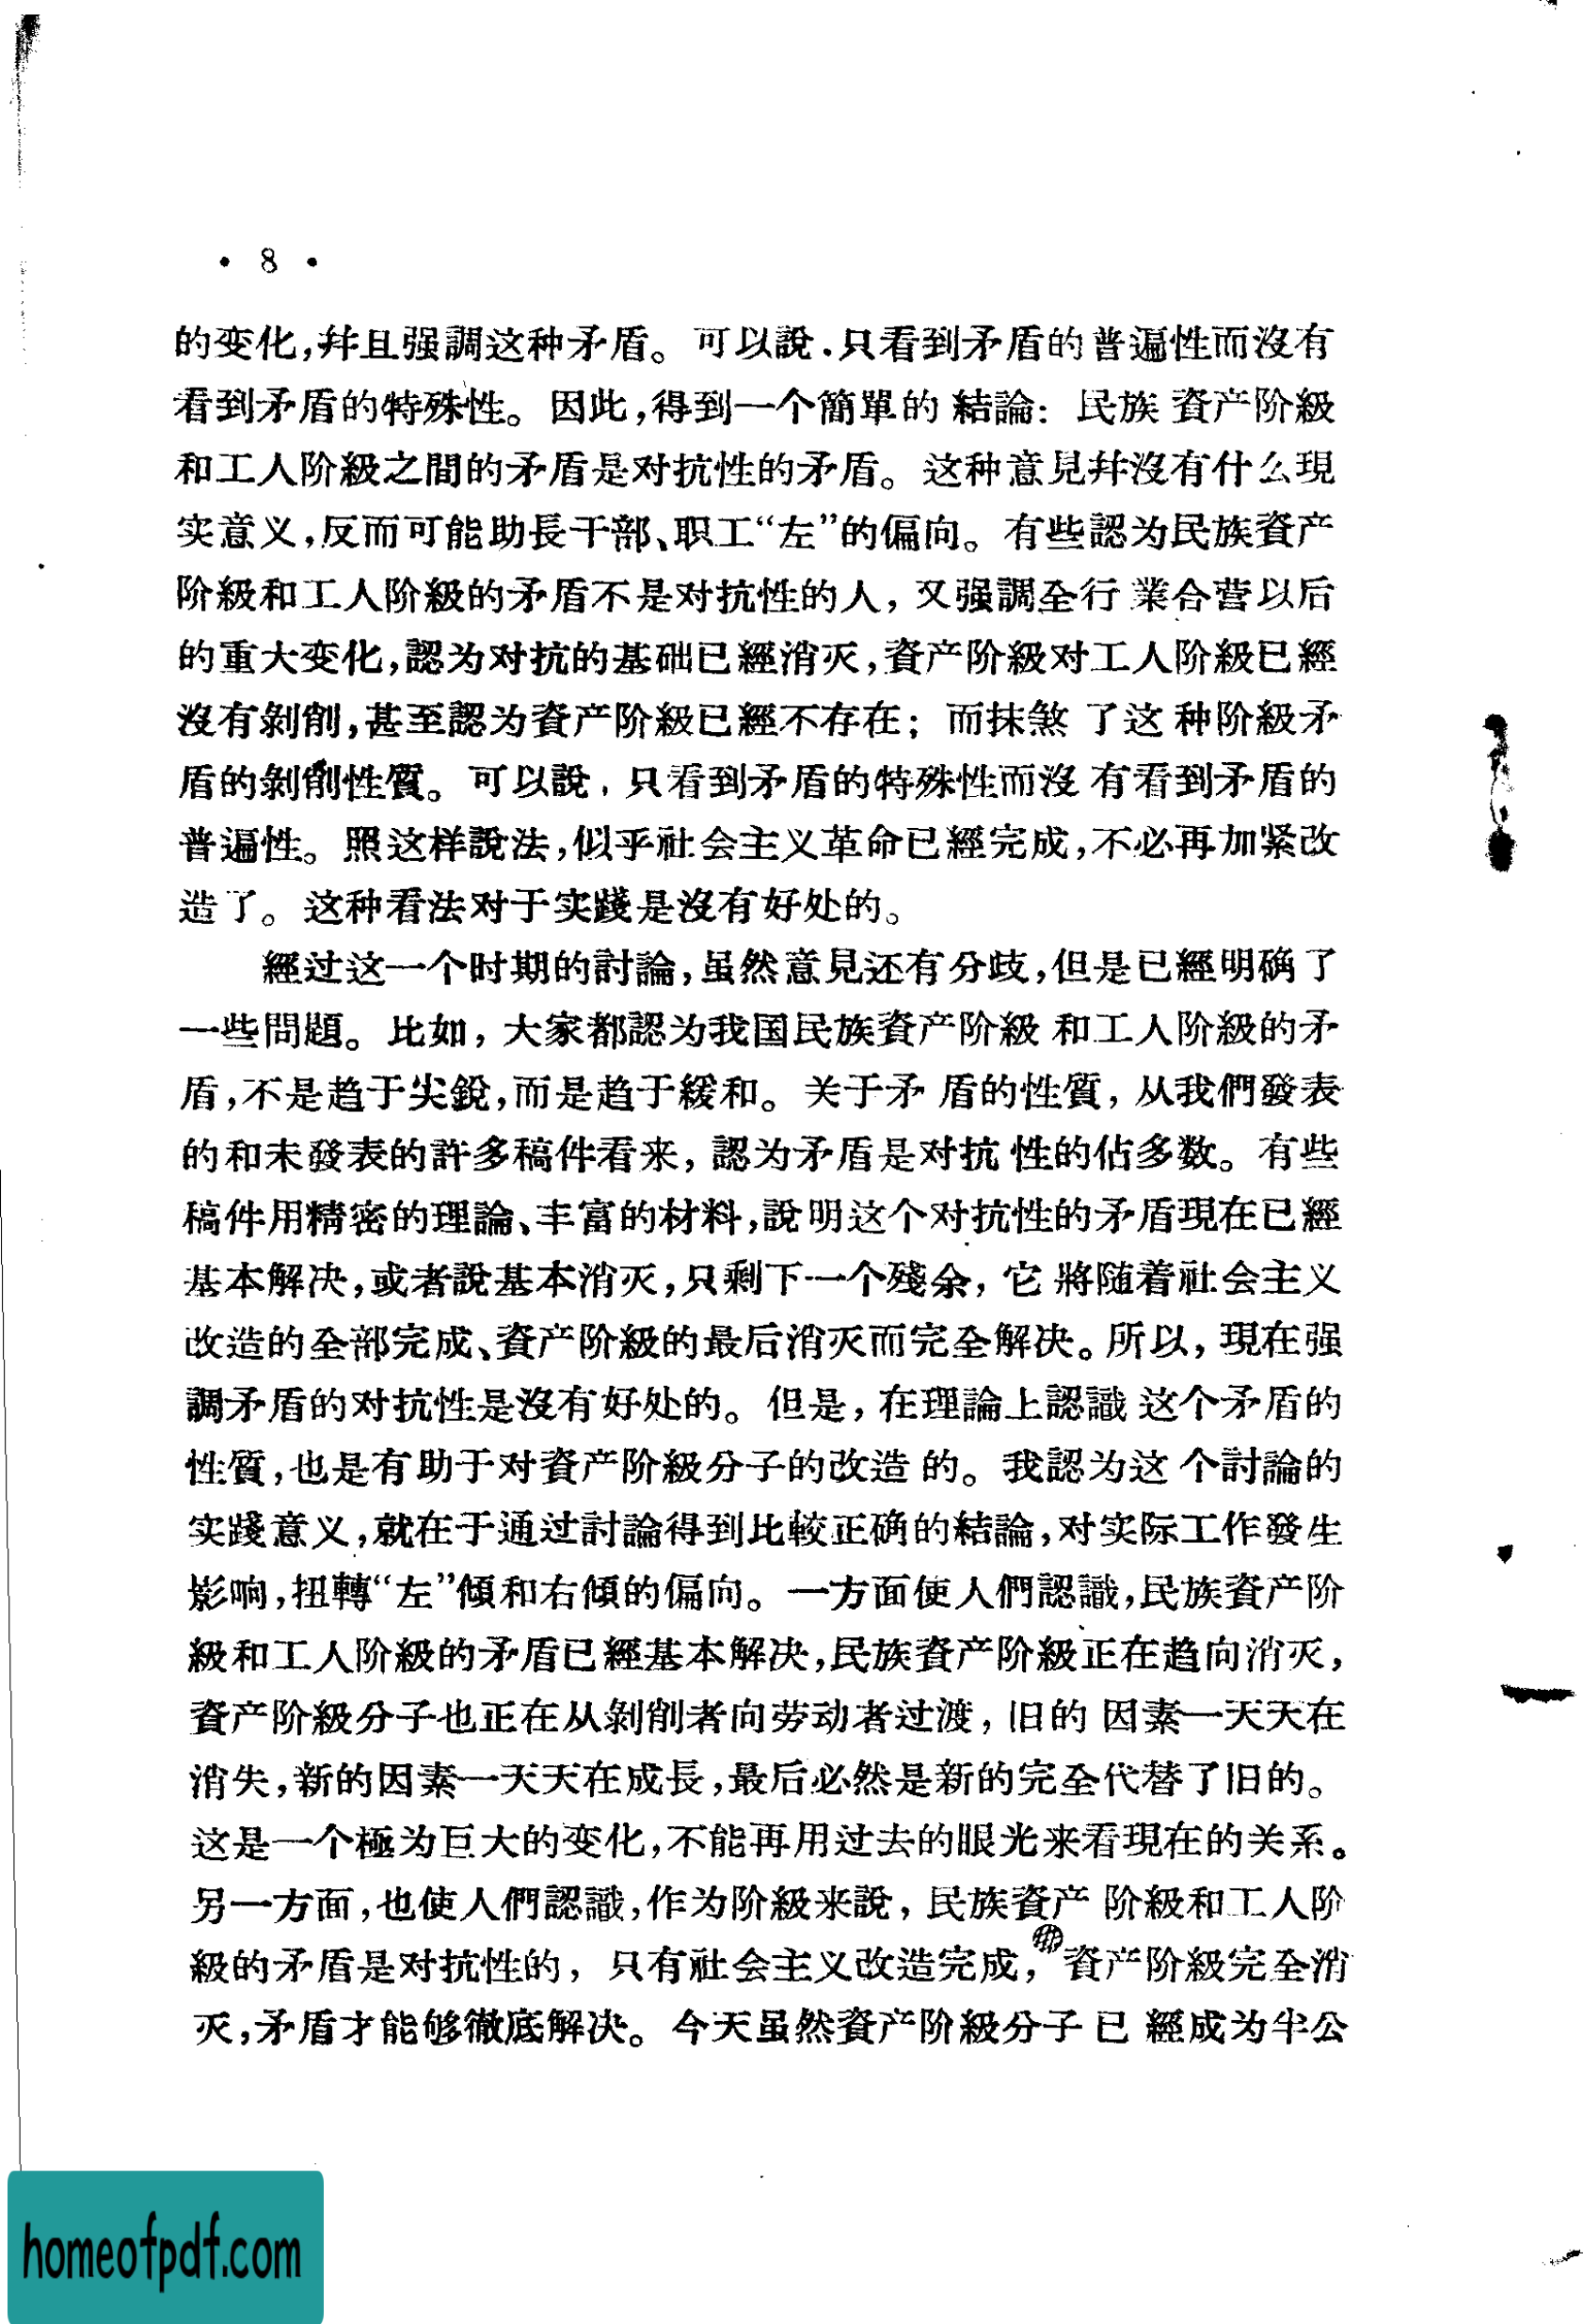 • 8 •
的变化,幷且强調这种矛盾。可以說.只看到矛盾的普遍性而沒有
看到矛盾的特殊性。因此,得到一个簡單的結論:民族資产阶級
和工人阶級之間的矛盾是对抗性的矛盾。这种意見幷沒有什么現
实意义,反而可能助長干部、职工“左”的偏向。有些認为民族資产
阶級和工人阶級的矛盾不是对抗性的人,又强調全行業合营以后
的重大变化,認为对抗的基础已經消灭,資产阶級对工人阶級已經
沒有剝削,甚至認为資产阶級已經不存在;而抹煞了这种阶級矛
盾的剝削性質。可以說,只看到矛盾的特殊性而沒有看到矛盾的
普遍性。照这样說法,似乎社会主义革命已經完成,不必再加紧改
造了。这种看法对于实踐是沒有好处的。
經过这一个时期的討論,虽然意見还有分歧,但是已經明确了
一些問題。比如,大家都認为我国民族資产阶級和工人阶級的矛
盾,不是趋于尖銳,而是趋于緩和。关于矛盾的性質,从我們發表
的和未發表的許多稿件看来,認为矛盾是对抗性的佔多数。有些
稿件用精密的理論、丰富的材料,說明这个对抗性的矛盾現在已經
基本解决,或者說基本消灭,只剩下一个殘余,它將随着社会主义
改造的全部完成、資产阶級的最后消灭而完全解决。所以,現在强
調矛盾的对抗性是沒有好处的。但是,在理論上認識这个矛盾的
性質,也是有助于对資产阶級分子的改造的。我認为这个討論的
实踐意义,就在于通过討論得到比較正确的結論,对实际工作發生
影响,扭轉“左”傾和右傾的偏向。一方面使人們認識,民族資产阶
級和工人阶級的矛盾已經基本解决,民族資产阶級正在趋向消灭,
資产阶級分子也正在从剝削者向劳动者过渡,旧的因素一天天在
消失,新的因素一天天在成長,最后必然是新的完全代替了旧的。
这是一个極为巨大的变化,不能再用过去的眼光来看現在的关系。
另一方面,也使人們認識,作为阶級来說,民族資产阶級和工人阶
級的矛盾是对抗性的,只有社会主义改造完成,資产阶級完全消
灭,矛盾才能够徹底解决。今天虽然資产阶級分子已經成为半公
homeofpdf.com